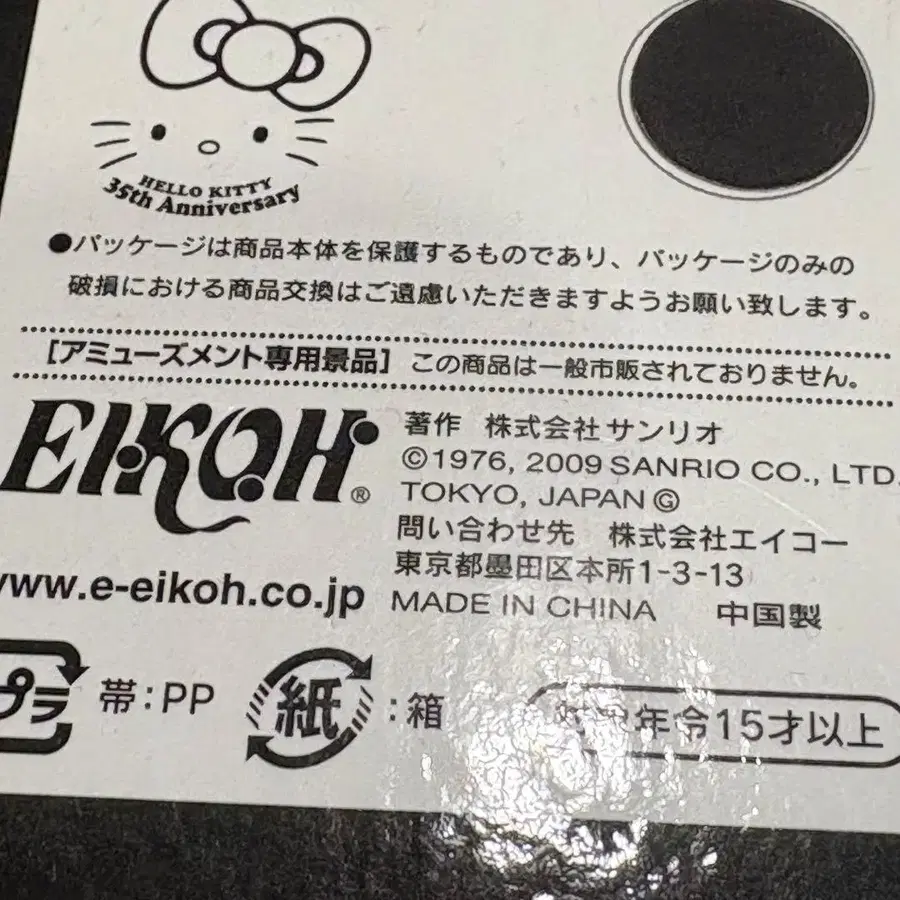 HELLO KITTY
35th Anniversary
●パッケージは商品本体を保護するものであり、パッケージのみの
破損における商品交換はご遠慮いただきますようお願い致します。
[アミューズメント専用景品] この商品は一般市販されておりません。
EIKOH®
著作 株式会社サンリオ
©1976, 2009 SANRIO CO., LTD.
TOKYO, JAPAN Ⓖ
問い合わせ先 株式会社エイコー
東京都墨田区本所1-3-13
www.e-eikoh.co.jp
MADE IN CHINA 中国製
プラ 帯:PP
紙 :箱
年令15才以上